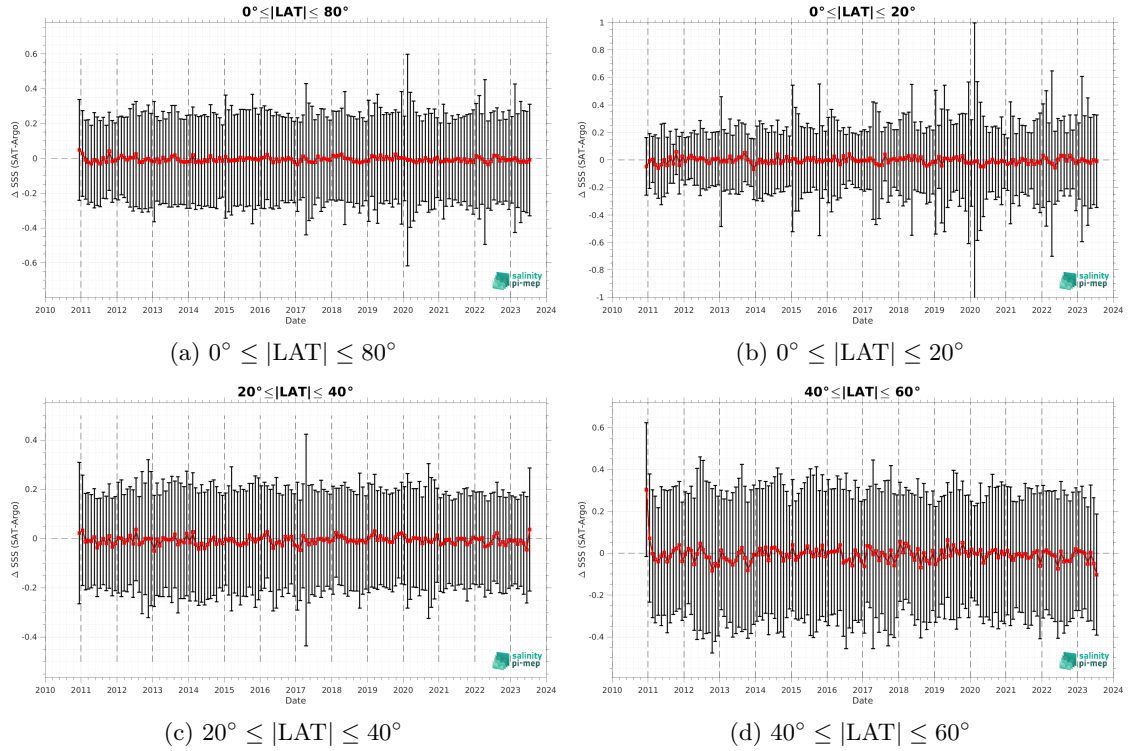 0°≤|LAT|≤ 80°
Δ SSS (SAT-Argo)
0.6
0.4
0.2
0
-0.2
-0.4
-0.6
2010 2011 2012 2013 2014 2015 2016 2017 2018 2019 2020 2021 2022 2023 2024
Date
salinity
pi-mep
(a) 0° ≤ |LAT| ≤ 80°
0°≤|LAT|≤ 20°
Δ SSS (SAT-Argo)
1
0.8
0.6
0.4
0.2
0
-0.2
-0.4
-0.6
-0.8
-1
2010 2011 2012 2013 2014 2015 2016 2017 2018 2019 2020 2021 2022 2023 2024
Date
salinity
pi-mep
(b) 0° ≤ |LAT| ≤ 20°
20°≤|LAT|≤ 40°
Δ SSS (SAT-Argo)
0.4
0.2
0
-0.2
-0.4
2010 2011 2012 2013 2014 2015 2016 2017 2018 2019 2020 2021 2022 2023 2024
Date
salinity
pi-mep
(c) 20° ≤ |LAT| ≤ 40°
40°≤|LAT|≤ 60°
Δ SSS (SAT-Argo)
0.6
0.4
0.2
0
-0.2
-0.4
2010 2011 2012 2013 2014 2015 2016 2017 2018 2019 2020 2021 2022 2023 2024
Date
salinity
pi-mep
(d) 40° ≤ |LAT| ≤ 60°